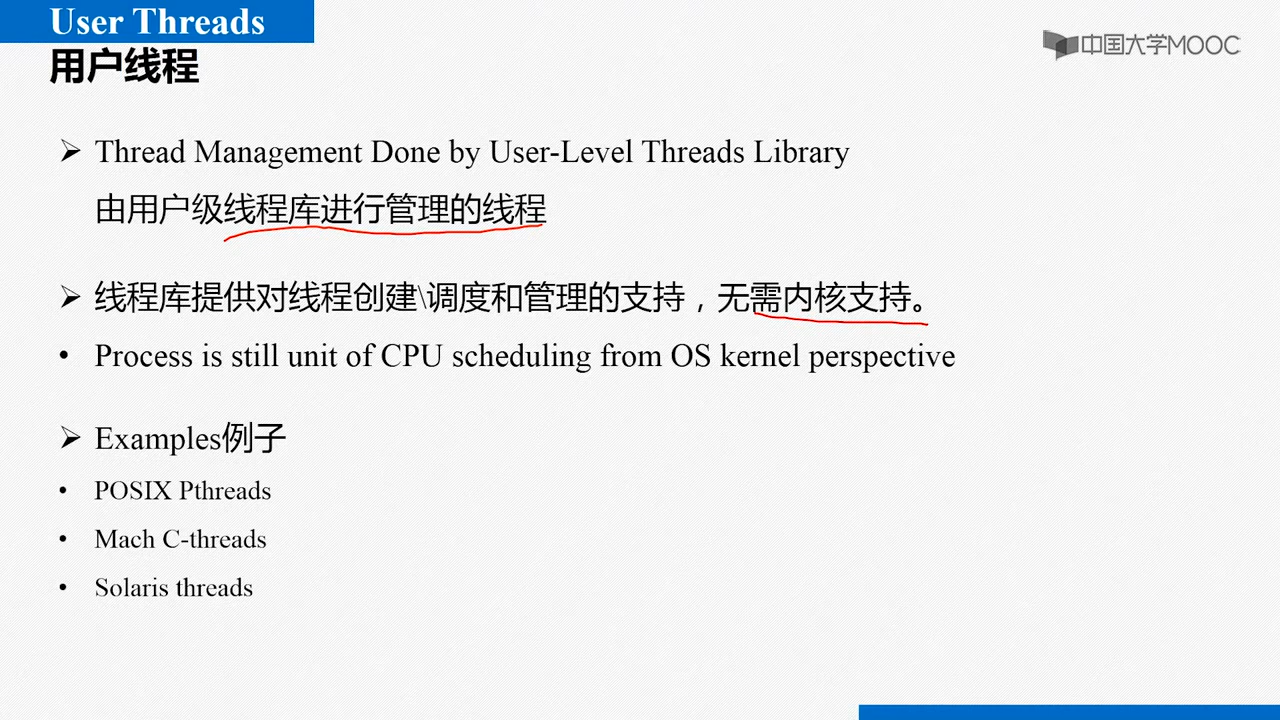 User Threads
用户线程
中国大学MOOC
Thread Management Done by User-Level Threads Library
由用户级线程库进行管理的线程
线程库提供对线程创建\调度和管理的支持，无需内核支持。
Process is still unit of CPU scheduling from OS kernel perspective
Examples例子
POSIX Pthreads
Mach C-threads
Solaris threads